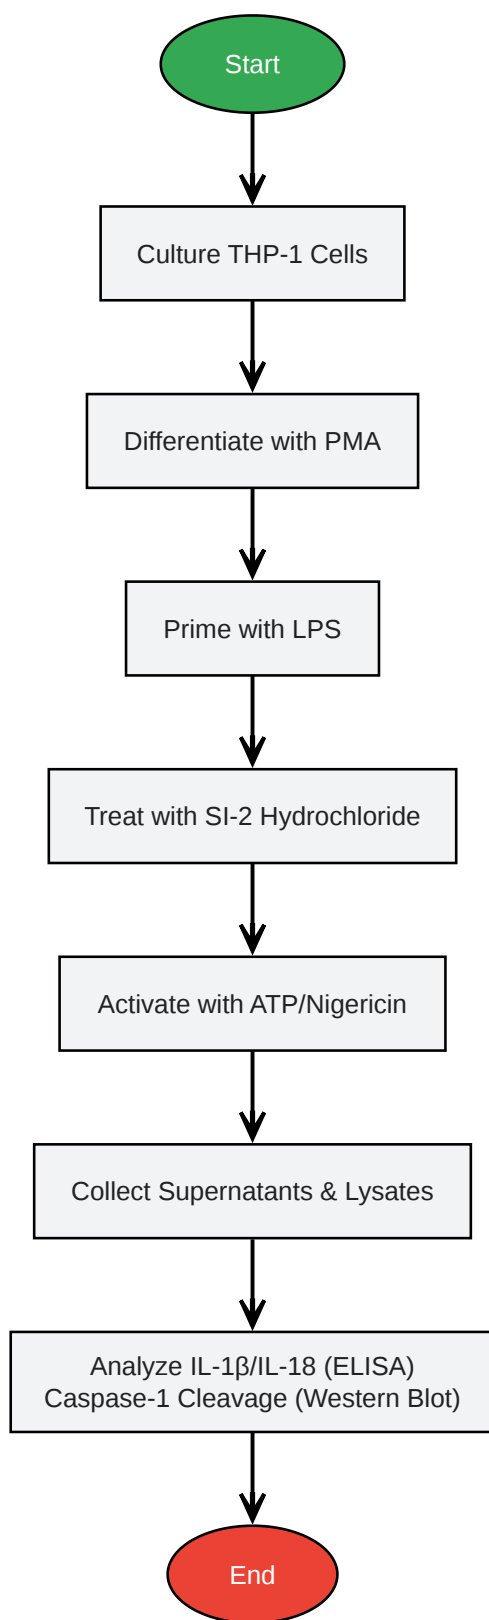 Start
Culture THP-1 Cells
Differentiate with PMA
Prime with LPS
Treat with SI-2 Hydrochloride
Activate with ATP/Nigericin
Collect Supernatants & Lysates
Analyze IL-1β/IL-18 (ELISA)
Caspase-1 Cleavage (Western Blot)
End